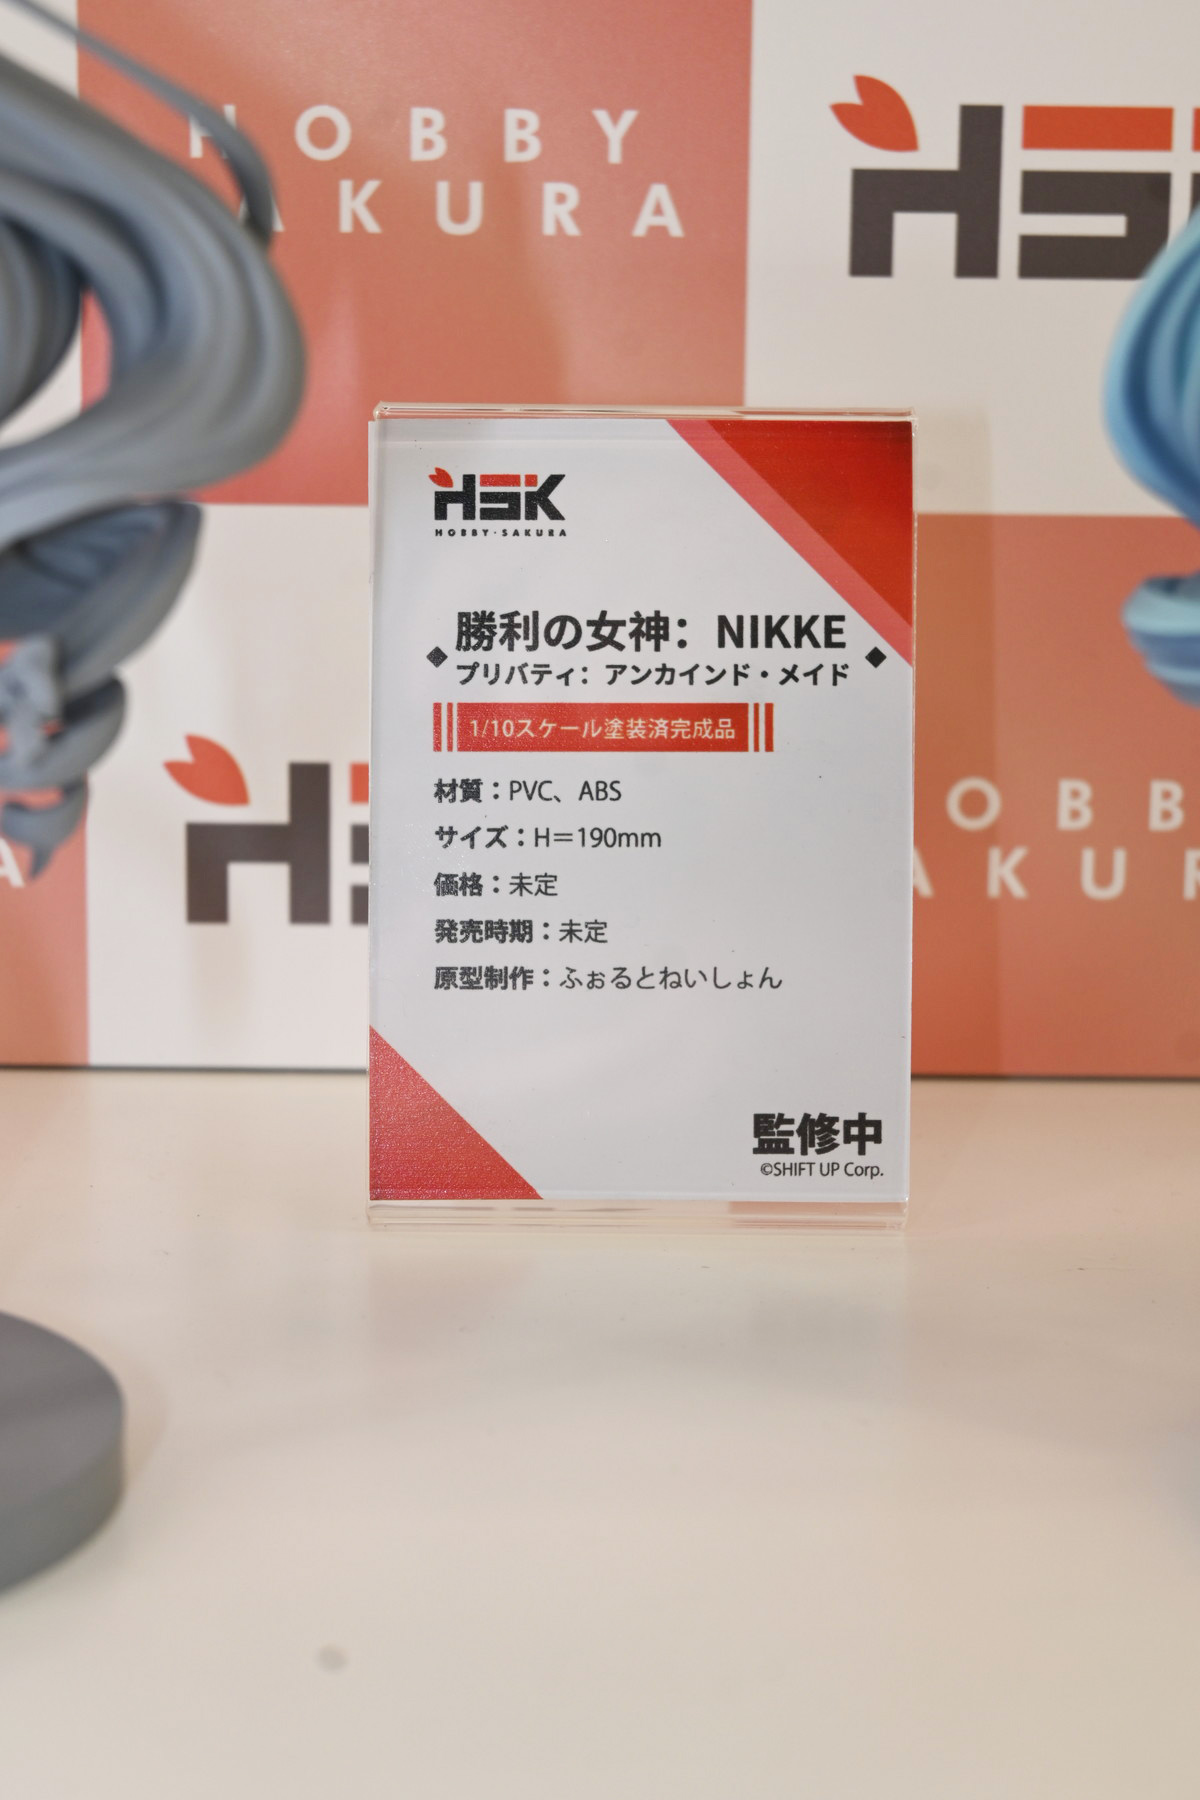 HOBBY
SAKURA
HS
HSK
HOBBY·SAKURA
勝利の女神：NIKKE
プリバティ：アンカインド・メイド
1/10スケール塗装済完成品
材質：PVC、ABS
サイズ：H＝190mm
価格：未定
発売時期：未定
原型制作：ふぉるとねいしょん
監修中
©SHIFT UP Corp.
H
OBB
AKUR
A